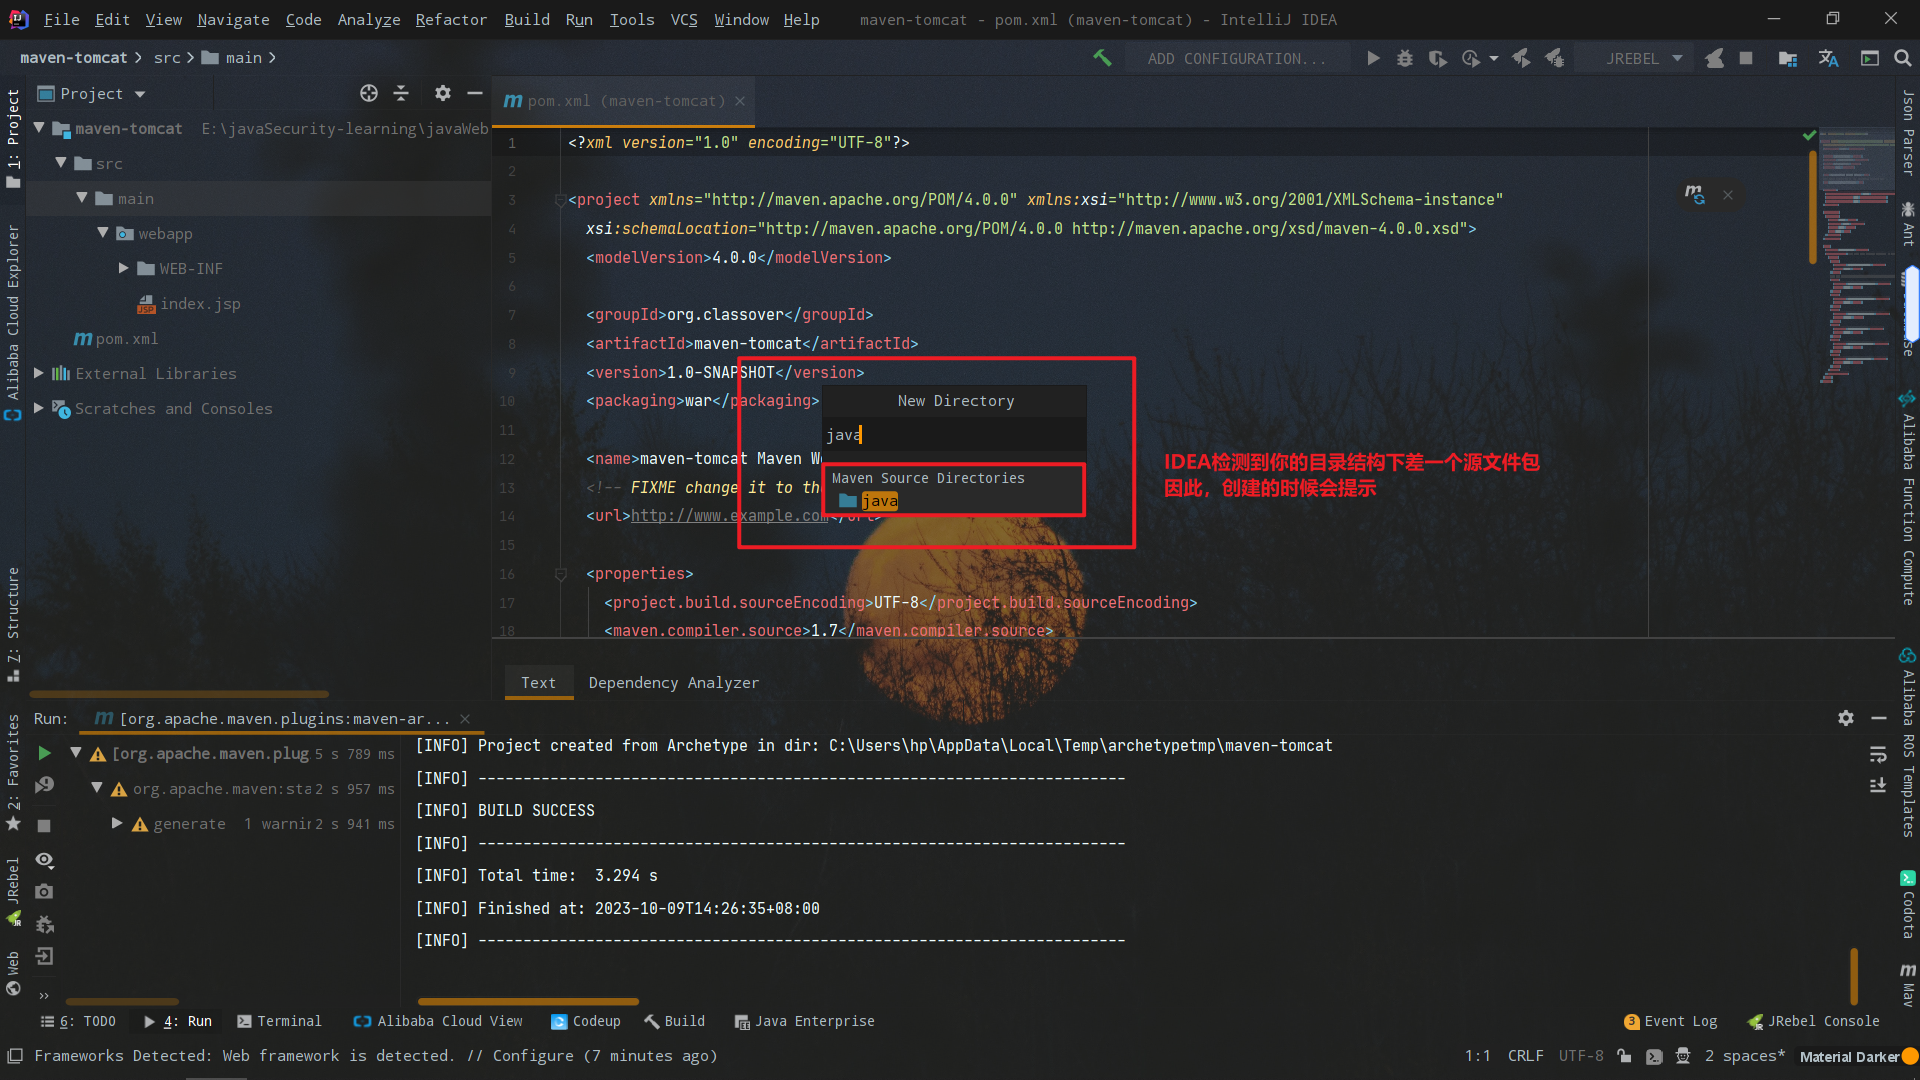 File Edit View Navigate Code Analyze Refactor Build Run Tools VCS Window Help maven-tomcat - pom.xml (maven-tomcat) - IntelliJ IDEA
maven-tomcat src main ADD CONFIGURATION... JREBEL
Project
pom.xml (maven-tomcat)
maven-tomcat E:\javaSecurity-learning\javaWeb
src
main
webapp
WEB-INF
index.jsp
pom.xml
External Libraries
Scratches and Consoles
1 <?xml version="1.0" encoding="UTF-8"?>
2
3 <project xmlns="http://maven.apache.org/POM/4.0.0" xmlns:xsi="http://www.w3.org/2001/XMLSchema-instance"
4 xsi:schemaLocation="http://maven.apache.org/POM/4.0.0 http://maven.apache.org/xsd/maven-4.0.0.xsd">
5 <modelVersion>4.0.0</modelVersion>
6
7 <groupId>org.classover</groupId>
8 <artifactId>maven-tomcat</artifactId>
9 <version>1.0-SNAPSHOT</version>
10 <packaging>war</packaging>
11
12 <name>maven-tomcat Maven W
13 <!-- FIXME change it to th
14 <url>http://www.example.com</url>
15
16 <properties>
17 <project.build.sourceEncoding>UTF-8</project.build.sourceEncoding>
18 <maven.compiler.source>1.7</maven.compiler.source>
New Directory
java
Maven Source Directories
java
IDEA检测到你的目录结构下差一个源文件包
因此，创建的时候会提示
Text Dependency Analyzer
Run: [org.apache.maven.plugins:maven-ar...
[org.apache.maven.plug 5 s 789 ms
org.apache.maven:sta 2 s 957 ms
generate 1 warnin 2 s 941 ms
[INFO] Project created from Archetype in dir: C:\Users\hp\AppData\Local\Temp\archetypetmp\maven-tomcat
[INFO] ------------------------------------------------------------------------
[INFO] BUILD SUCCESS
[INFO] ------------------------------------------------------------------------
[INFO] Total time:  3.294 s
[INFO] Finished at: 2023-10-09T14:26:35+08:00
[INFO] ------------------------------------------------------------------------
1: Project
Alibaba Cloud Explorer
Z: Structure
2: Favorites
JRebel
Web
Json Parser
Ant
Alibaba Function Compute
Alibaba ROS Templates
Codota
Mav
6: TODO 4: Run Terminal Alibaba Cloud View Codeup Build Java Enterprise 3 Event Log JRebel Console
Frameworks Detected: Web framework is detected. // Configure (7 minutes ago) 1:1 CRLF UTF-8 2 spaces* Material Darker